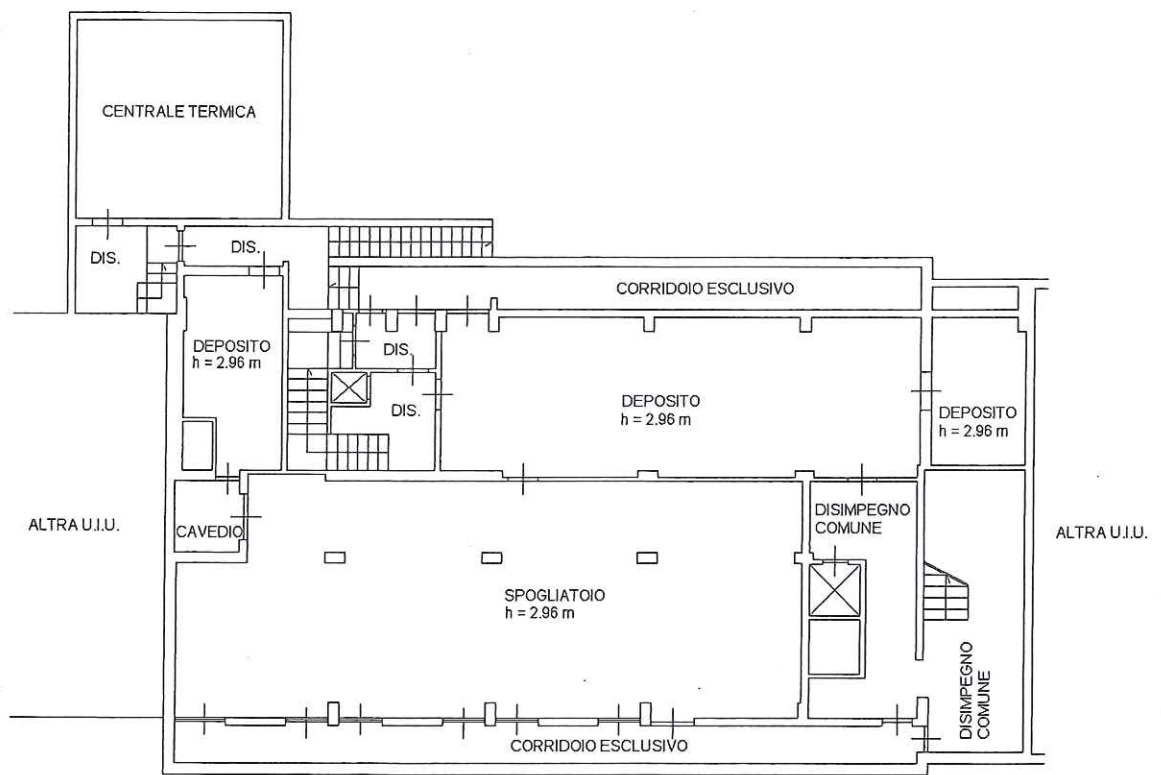 CENTRALE TERMICA
DIS.
DIS.
CORRIDOIO ESCLUSIVO
DEPOSITO
h = 2.96 m
DIS.
DIS.
DEPOSITO
h = 2.96 m
DEPOSITO
h = 2.96 m
ALTRA U.I.U.
CAVEDIO
DISIMPEGNO
COMUNE
ALTRA U.I.U.
SPOGLIATOIO
h = 2.96 m
DISIMPEGNO
COMUNE
CORRIDOIO ESCLUSIVO